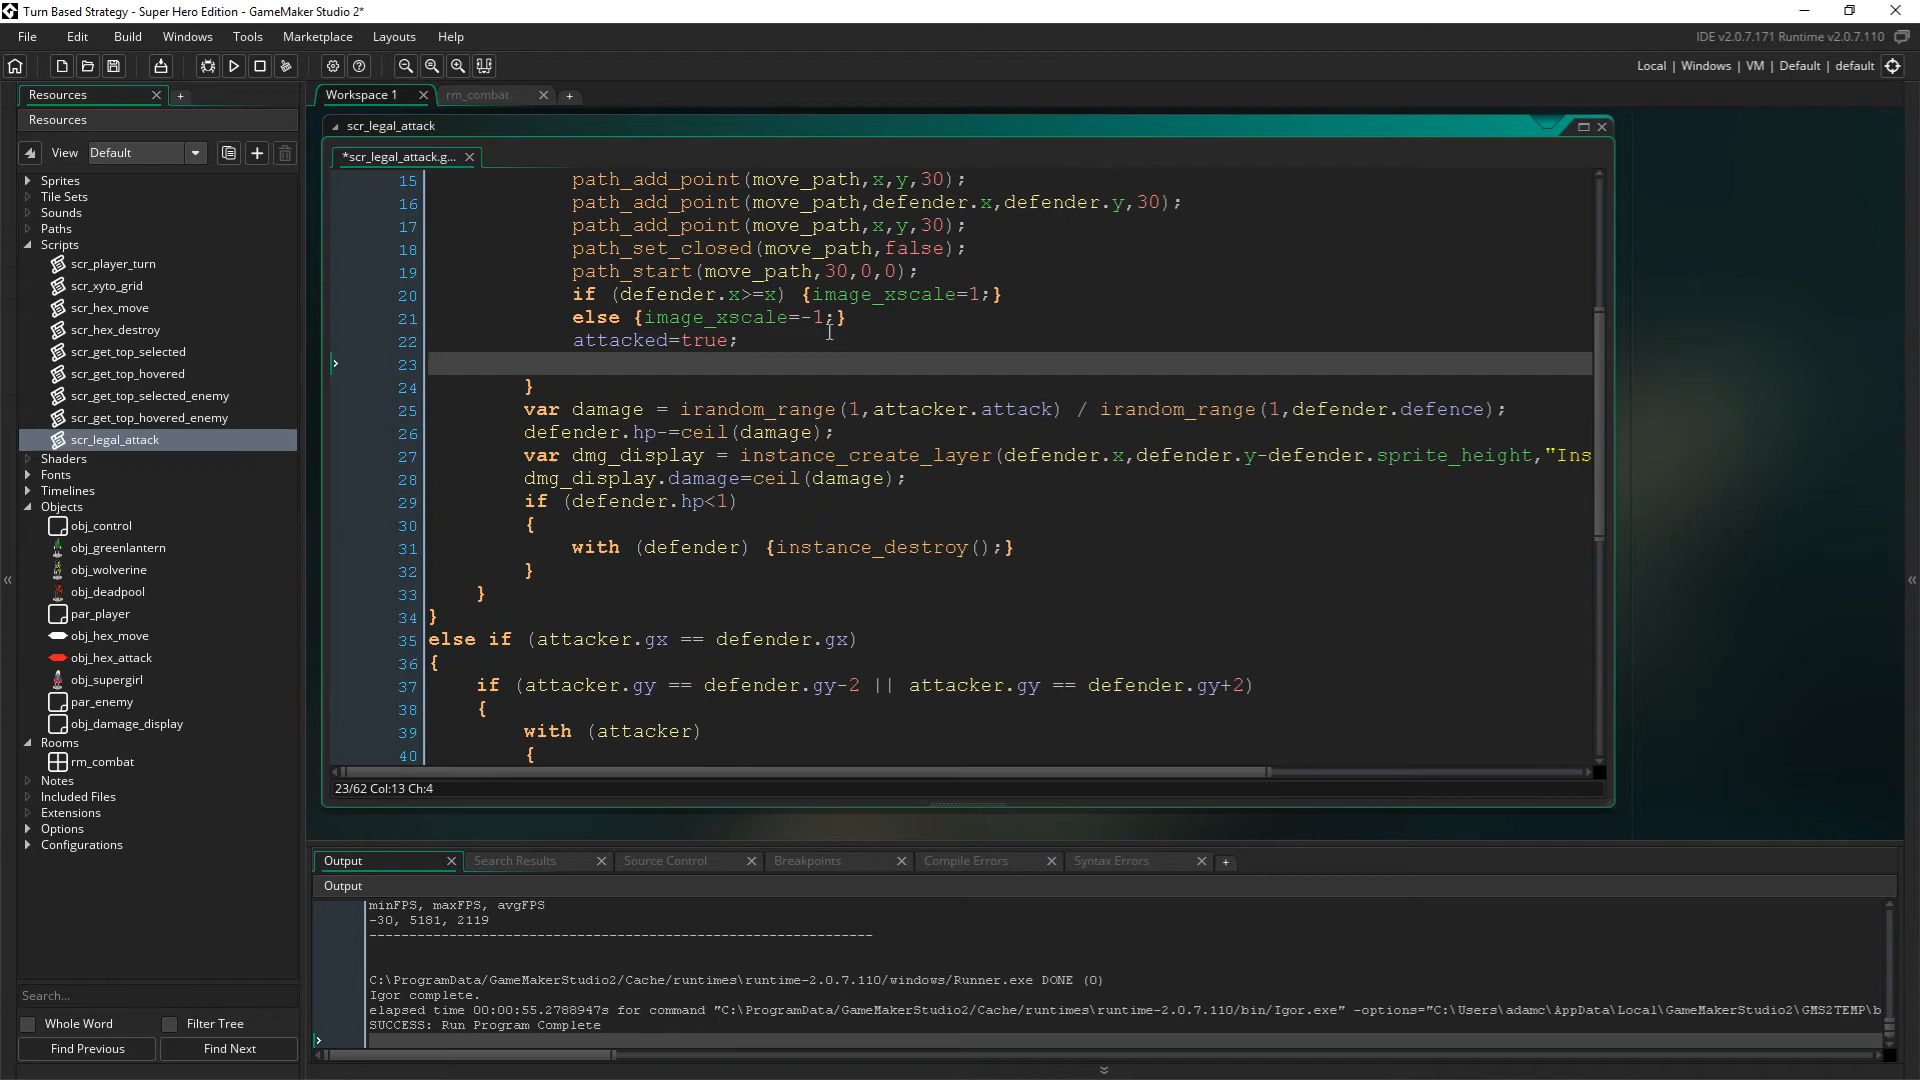 Turn Based Strategy - Super Hero Edition - GameMaker Studio 2*
File Edit Build Windows Tools Marketplace Layouts Help
IDE v2.0.7.171 Runtime v2.0.7.110
Local | Windows | VM | Default | default
Resources
Workspace 1
rm_combat
Resources
scr_legal_attack
View Default
*scr_legal_attack.g...
Sprites
Tile Sets
Sounds
Paths
Scripts
scr_player_turn
scr_xyto_grid
scr_hex_move
scr_hex_destroy
scr_get_top_selected
scr_get_top_hovered
scr_get_top_selected_enemy
scr_get_top_hovered_enemy
scr_legal_attack
Shaders
Fonts
Timelines
Objects
obj_control
obj_greenlantern
obj_wolverine
obj_deadpool
par_player
obj_hex_move
obj_hex_attack
obj_supergirl
par_enemy
obj_damage_display
Rooms
rm_combat
Notes
Included Files
Extensions
Options
Configurations
Search...
Whole Word
Filter Tree
Find Previous
Find Next
15 path_add_point(move_path,x,y,30);
16 path_add_point(move_path,defender.x,defender.y,30);
17 path_add_point(move_path,x,y,30);
18 path_set_closed(move_path,false);
19 path_start(move_path,30,0,0);
20 if (defender.x>=x) {image_xscale=1;}
21 else {image_xscale=-1;}
22 attacked=true;
23
24 }
25 var damage = irandom_range(1,attacker.attack) / irandom_range(1,defender.defence);
26 defender.hp-=ceil(damage);
27 var dmg_display = instance_create_layer(defender.x,defender.y-defender.sprite_height,"Ins
28 dmg_display.damage=ceil(damage);
29 if (defender.hp<1)
30 {
31 with (defender) {instance_destroy();}
32 }
33 }
34 }
35 else if (attacker.gx == defender.gx)
36 {
37 if (attacker.gy == defender.gy-2 || attacker.gy == defender.gy+2)
38 {
39 with (attacker)
40 {
23/62 Col:13 Ch:4
Output
Search Results
Source Control
Breakpoints
Compile Errors
Syntax Errors
Output
minFPS, maxFPS, avgFPS
-30, 5181, 2119
------------------------------------------------------------------------
C:\ProgramData/GameMakerStudio2/Cache/runtimes\runtime-2.0.7.110/windows/Runner.exe DONE (0)
Igor complete.
elapsed time 00:00:55.2788947s for command "C:\ProgramData/GameMakerStudio2/Cache/runtimes\runtime-2.0.7.110/bin/Igor.exe" -options="C:\Users\adamc\AppData\Local\GameMakerStudio2\GMS2TEMP\b
SUCCESS: Run Program Complete